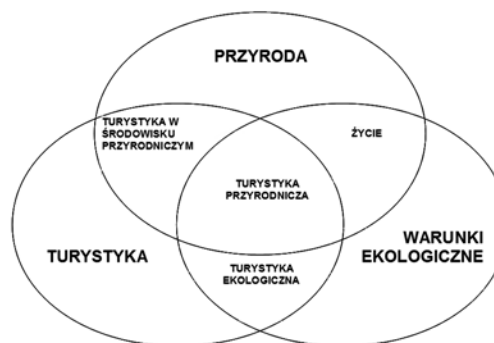 PRZYRODA
TURYSTYKA W
ŚRODOWISKU
PRZYRODNICZYM
ŻYCIE
TURYSTYKA
PRZYRODNICZA
TURYSTYKA
WARUNKI
EKOLOGICZNE
TURYSTYKA
EKOLOGICZNA